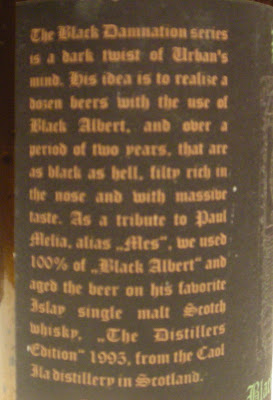 The Black Damnation series
is a dark twist of Urban's
mind. His idea is to realise a
dozen beers with the use of
Black Albert, and over a
period of two years, that are
as black as hell, filty rich in
the nose and with massive
taste. As a tribute to Paul
Melia, alias „Mes", we used
100% of „Black Albert" and
aged the beer on his favorite
Islay single malt Scotch
whisky, „The Distillers
Edition" 1995, from the Caol
Ila distillery in Scotland.